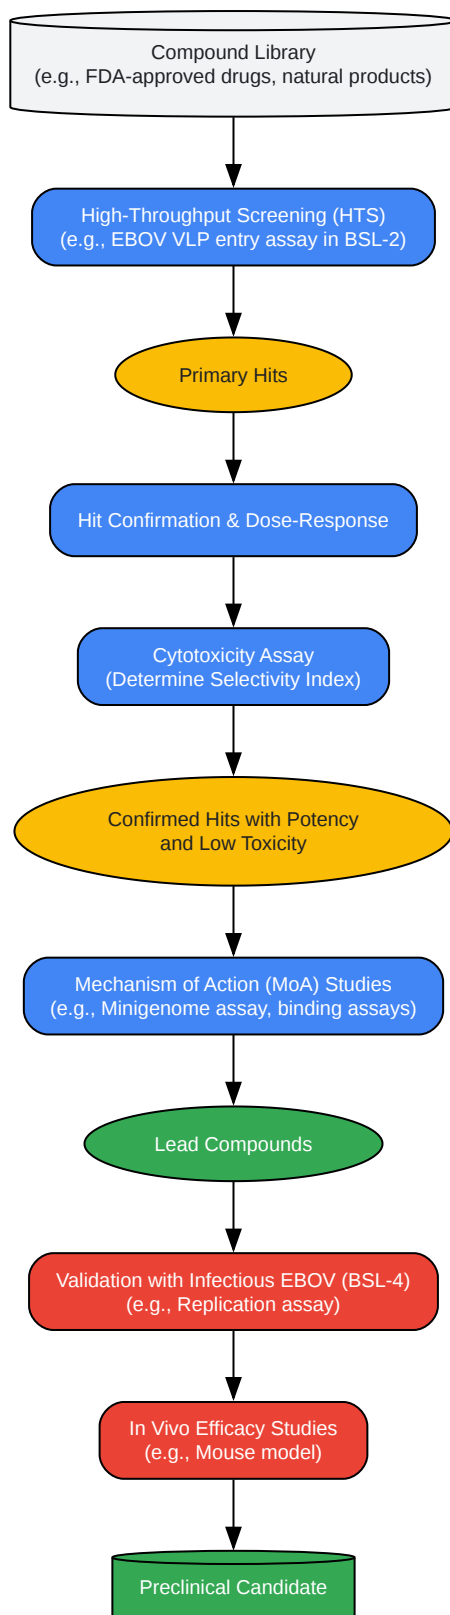 Compound Library
(e.g., FDA-approved drugs, natural products)
High-Throughput Screening (HTS)
(e.g., EBOV VLP entry assay in BSL-2)
Primary Hits
Hit Confirmation & Dose-Response
Cytotoxicity Assay
(Determine Selectivity Index)
Confirmed Hits with Potency
and Low Toxicity
Mechanism of Action (MoA) Studies
(e.g., Minigenome assay, binding assays)
Lead Compounds
Validation with Infectious EBOV (BSL-4)
(e.g., Replication assay)
In Vivo Efficacy Studies
(e.g., Mouse model)
Preclinical Candidate